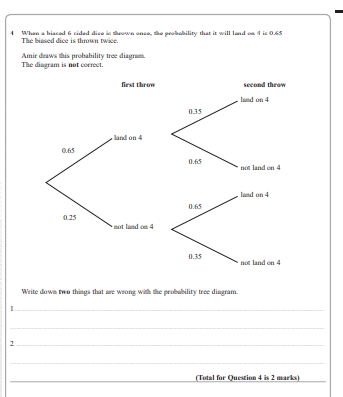 4 When a biased 6 sided dice is thrown once, the probability that it will land on 4 is 0.65
The biased dice is thrown twice.
Amir draws this probability tree diagram.
The diagram is not correct.
first throw second throw
land on 4
0.35
land on 4
0.65
0.65
not land on 4
land on 4
0.65
0.25
not land on 4
0.35
not land on 4
Write down two things that are wrong with the probability tree diagram.
1
2
(Total for Question 4 is 2 marks)